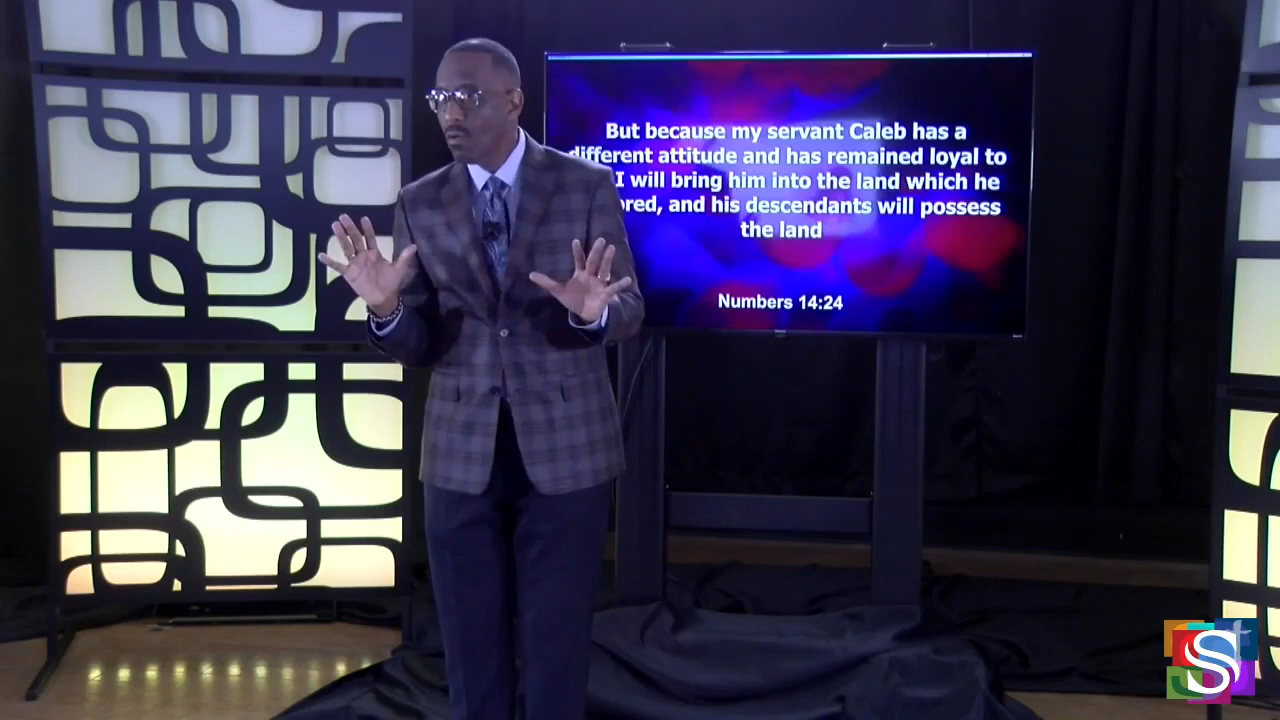 But because my servant Caleb has a
different attitude and has remained loyal to
I will bring him into the land which he
ored, and his descendants will possess
the land
Numbers 14:24
S